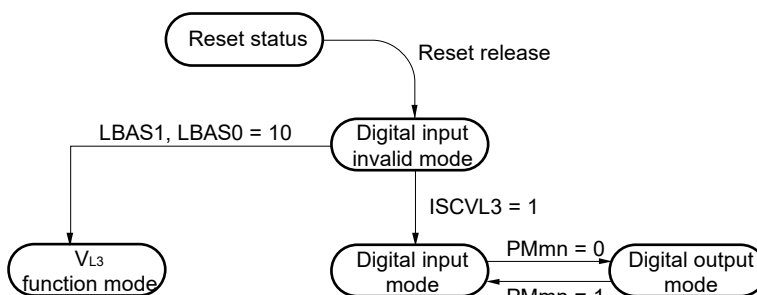 Reset status
Reset release
LBAS1, LBAS0 = 10
Digital input
invalid mode
ISCVL3 = 1
VL3
function mode
Digital input
mode
PMmn = 0
PMmn = 1
Digital output
mode